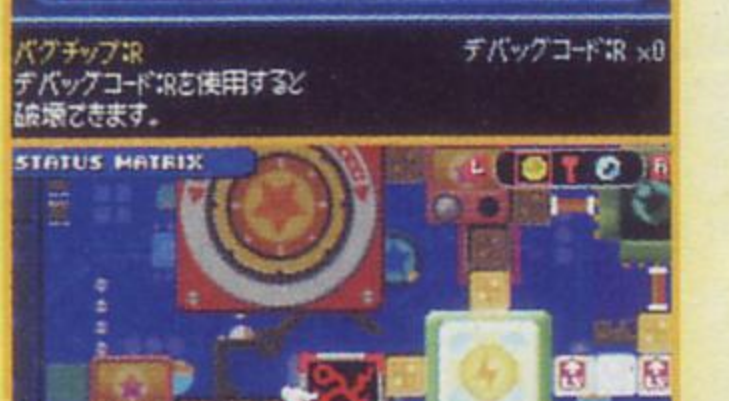 バグチップ:R
デバッグコード:R x0
デバッグコード:Rを使用すると
破壊できます。
STATUS MATRIX
L R